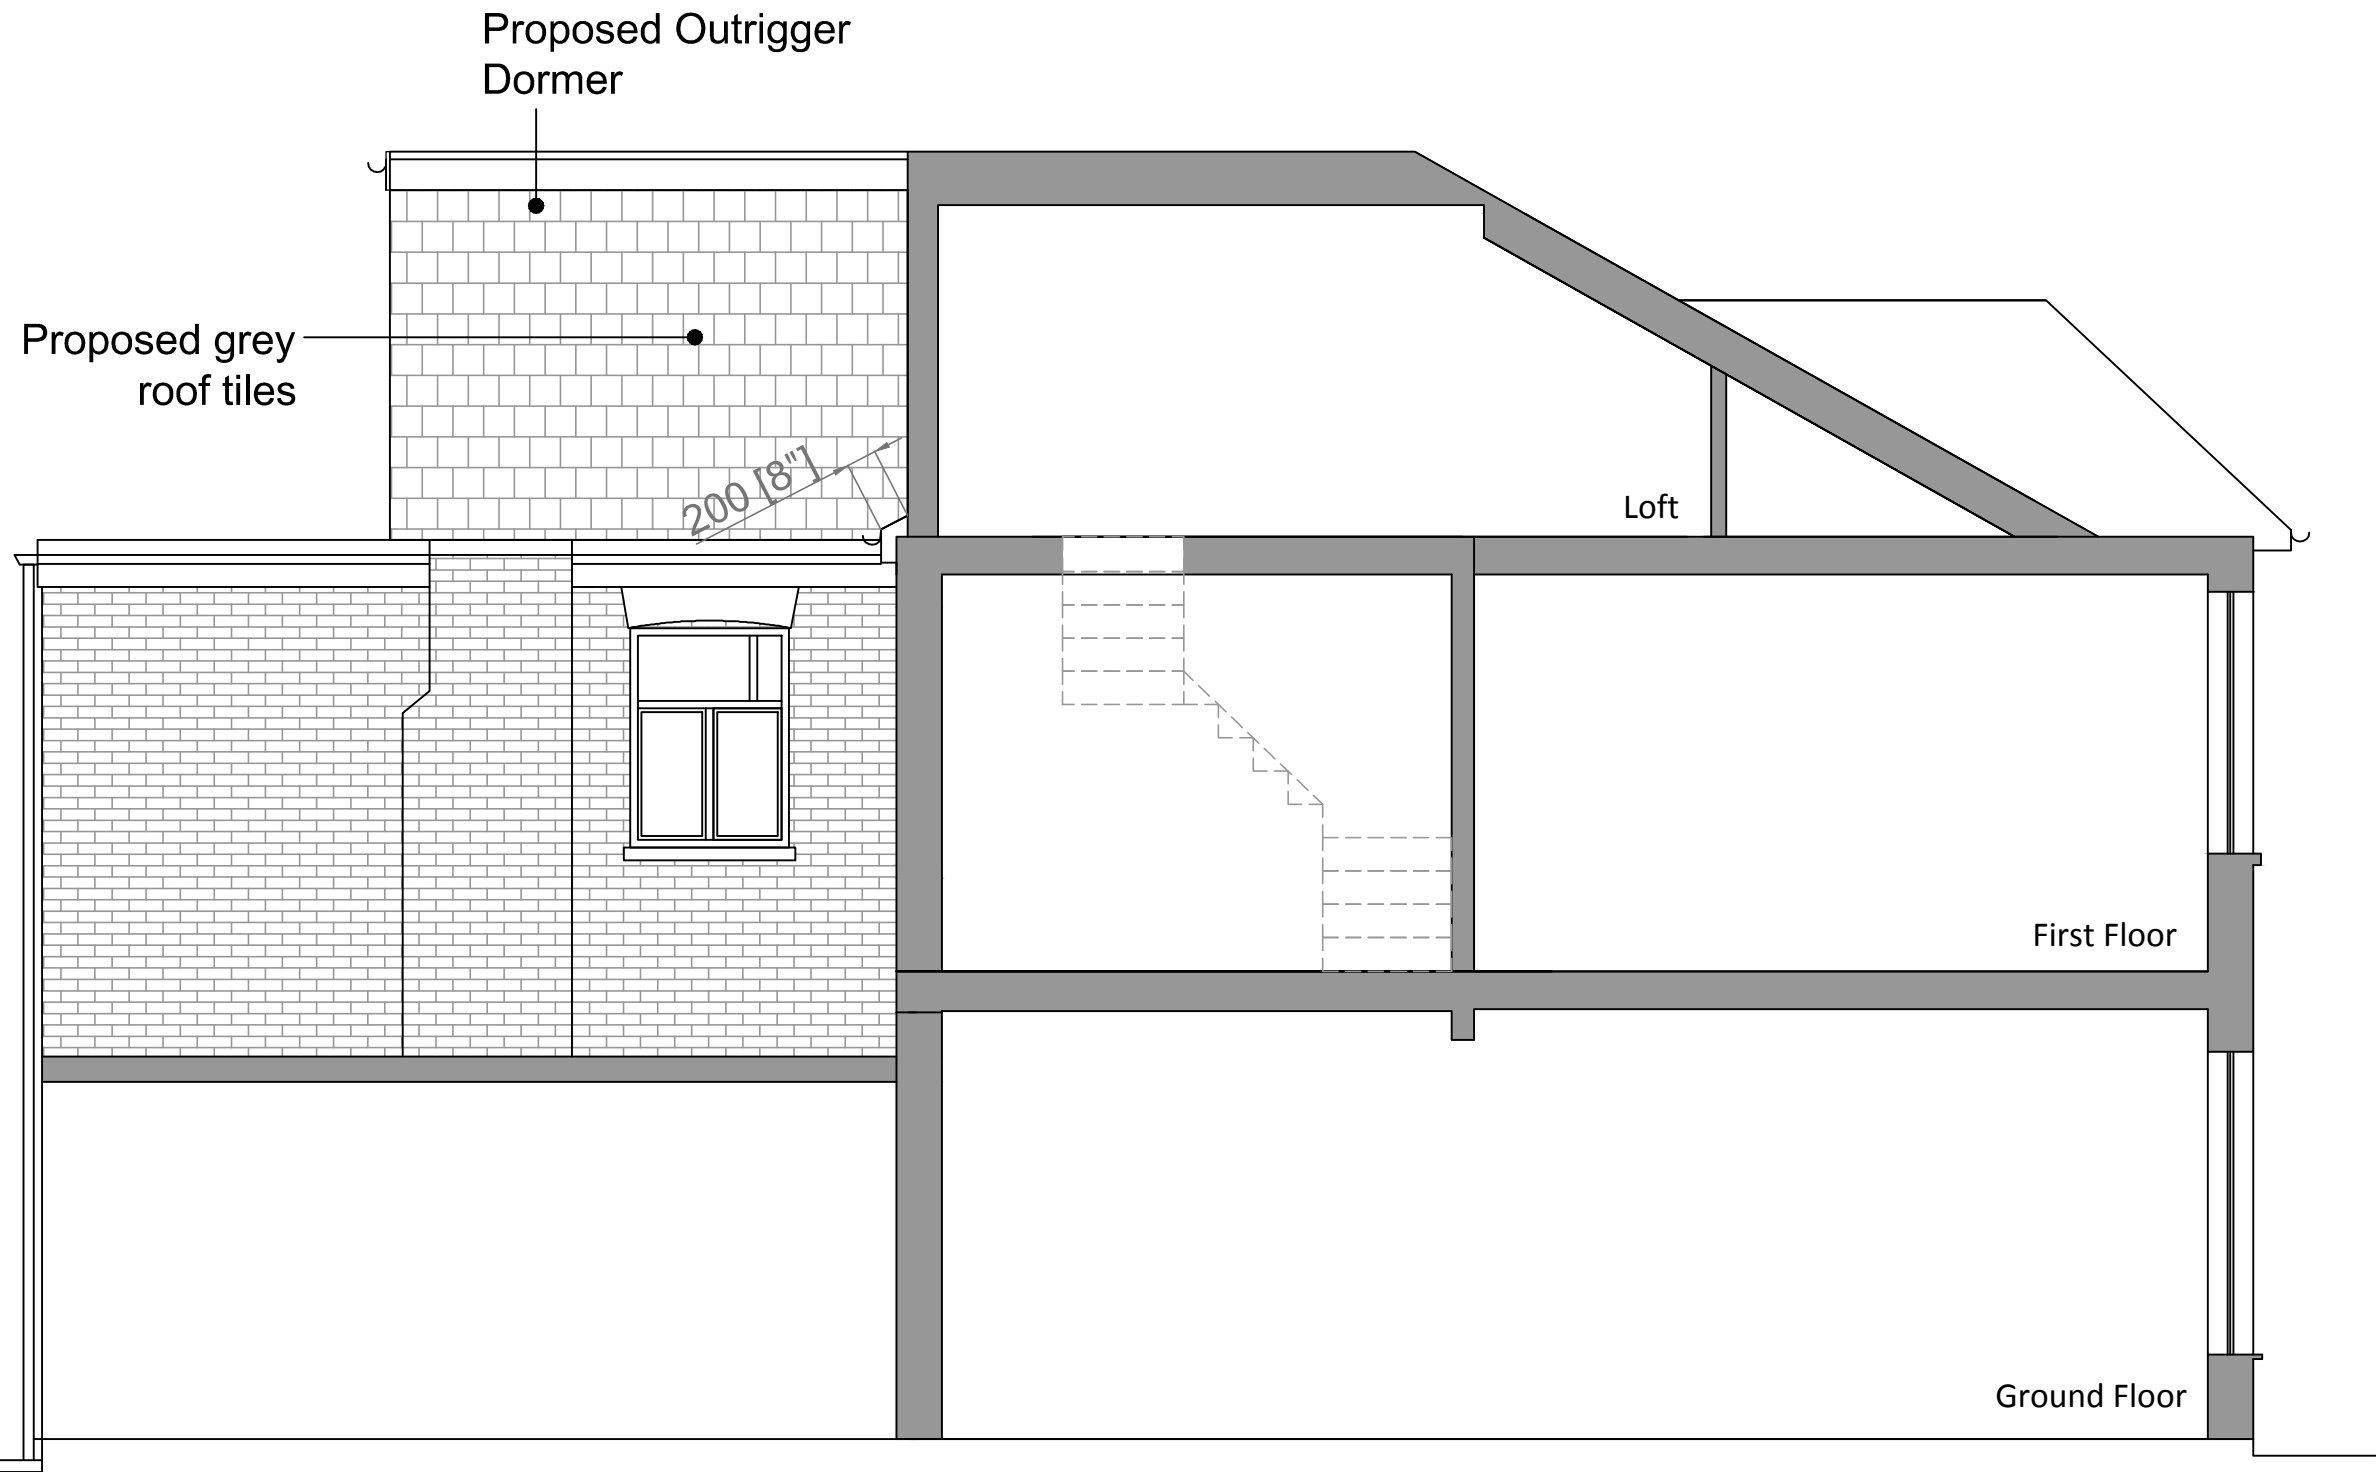 Proposed Outrigger
Dormer
Proposed grey
roof tiles
200 [8"]
Loft
First Floor
Ground Floor